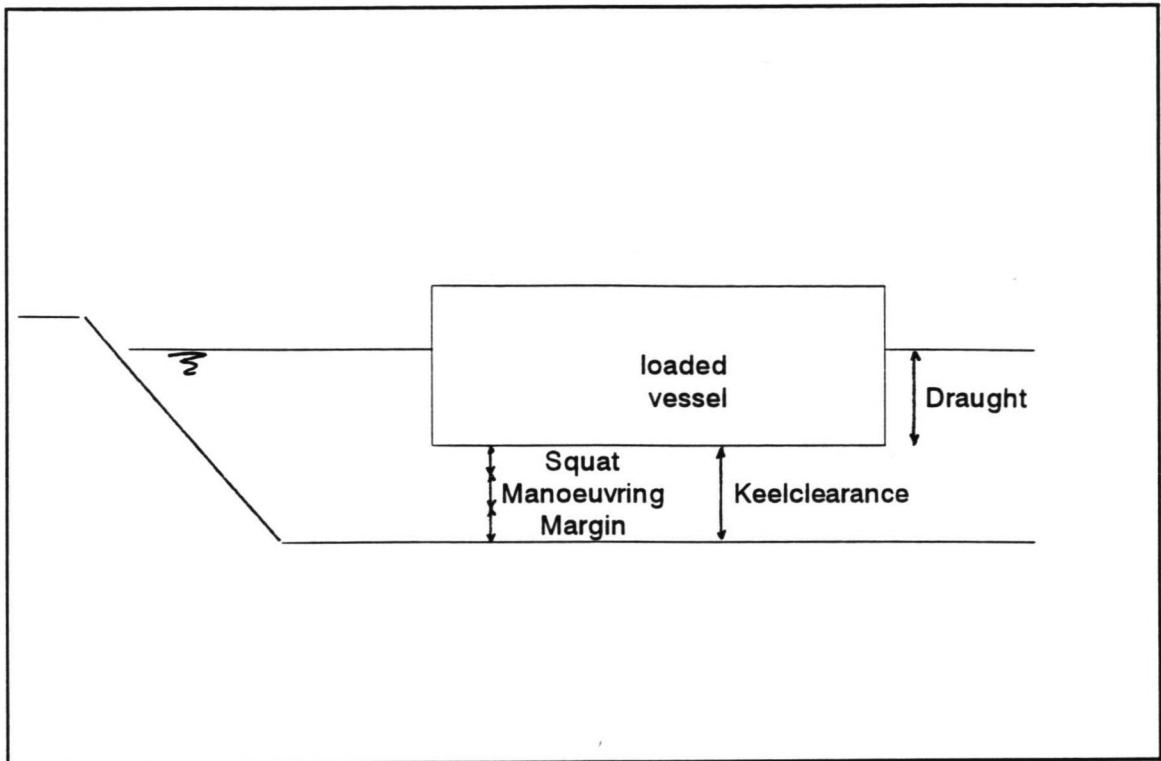 loaded
vessel
Draught
Squat
Manoeuvring
Margin
Keelclearance